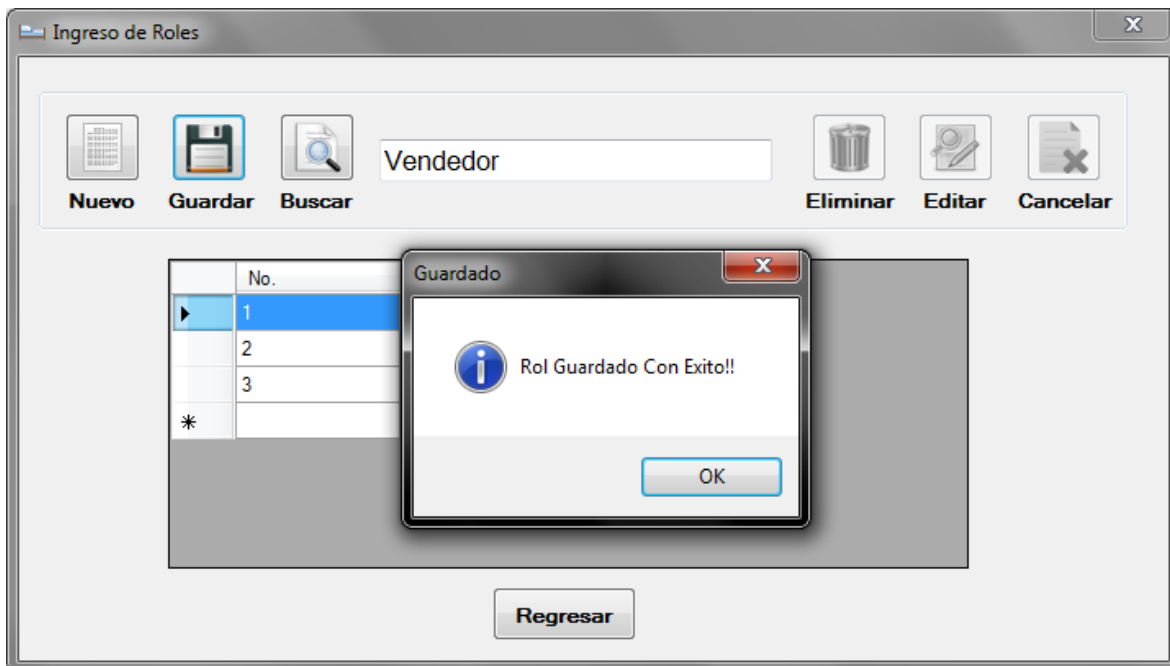 Ingreso de Roles
Vendedor
Nuevo Guardar Buscar Eliminar Editar Cancelar
No.
Guardado
1
2
3
Rol Guardado Con Exito!!
OK
Regresar